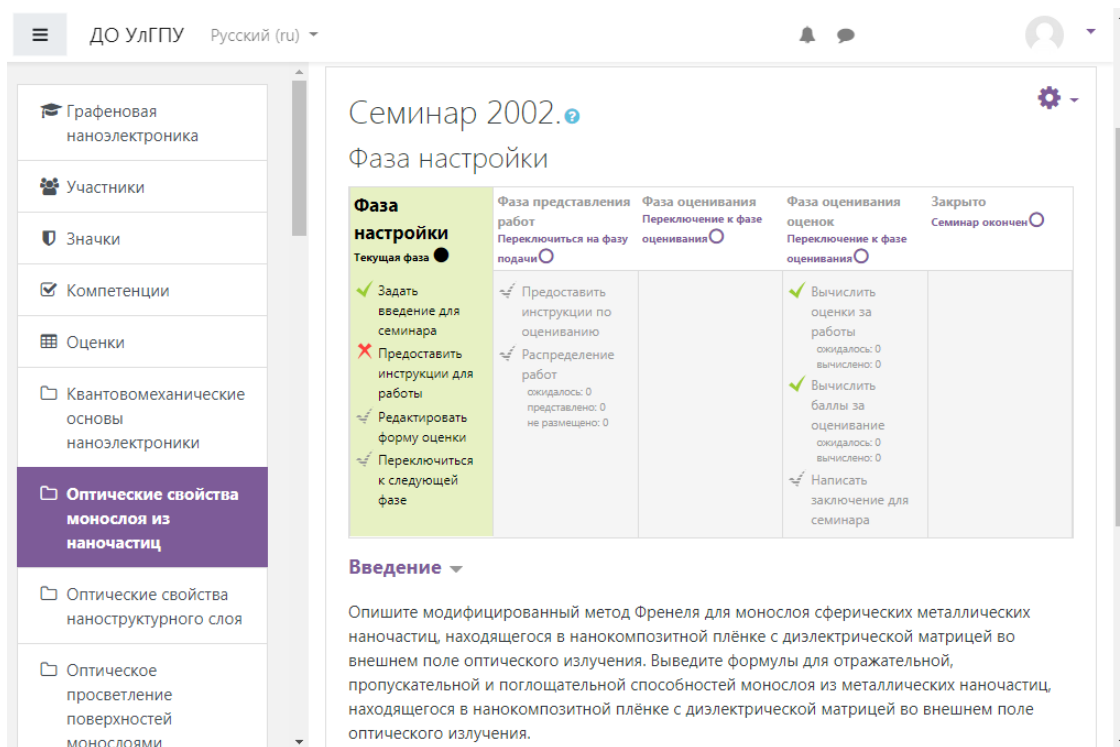 ДО УлГПУ Русский (ru)
Графеновая
наноэлектроника
Участники
Значки
Компетенции
Оценки
Квантовомеханические
основы
наноэлектроники
Оптические свойства
монослоя из
наночастиц
Оптические свойства
наноструктурного слоя
Оптическое
просветление
поверхностей
монослоями
Семинар 2002.
Фаза настройки
Фаза
настройки
Текущая фаза
Задать
введение для
семинара
Предоставить
инструкции для
работы
Редактировать
форму оценки
Переключиться
к следующей
фазе
Фаза представления
работ
Переключиться на фазу
подачи
Предоставить
инструкции по
оцениванию
Распределение
работ
ожидалось: 0
представлено: 0
не размещено: 0
Фаза оценивания
Переключение к фазе
оценивания
Фаза оценивания
оценок
Переключение к фазе
оценивания
Вычислить
оценки за
работы
ожидалось: 0
вычислено: 0
Вычислить
баллы за
оценивание
ожидалось: 0
вычислено: 0
Написать
заключение для
семинара
Закрыто
Семинар окончен
Введение
Опишите модифицированный метод Френеля для монослоя сферических металлических
наночастиц, находящегося в нанокомпозитной плёнке с диэлектрической матрицей во
внешнем поле оптического излучения. Выведите формулы для отражательной,
пропускательной и поглощательной способностей монослоя из металлических наночастиц,
находящегося в нанокомпозитной плёнке с диэлектрической матрицей во внешнем поле
оптического излучения.